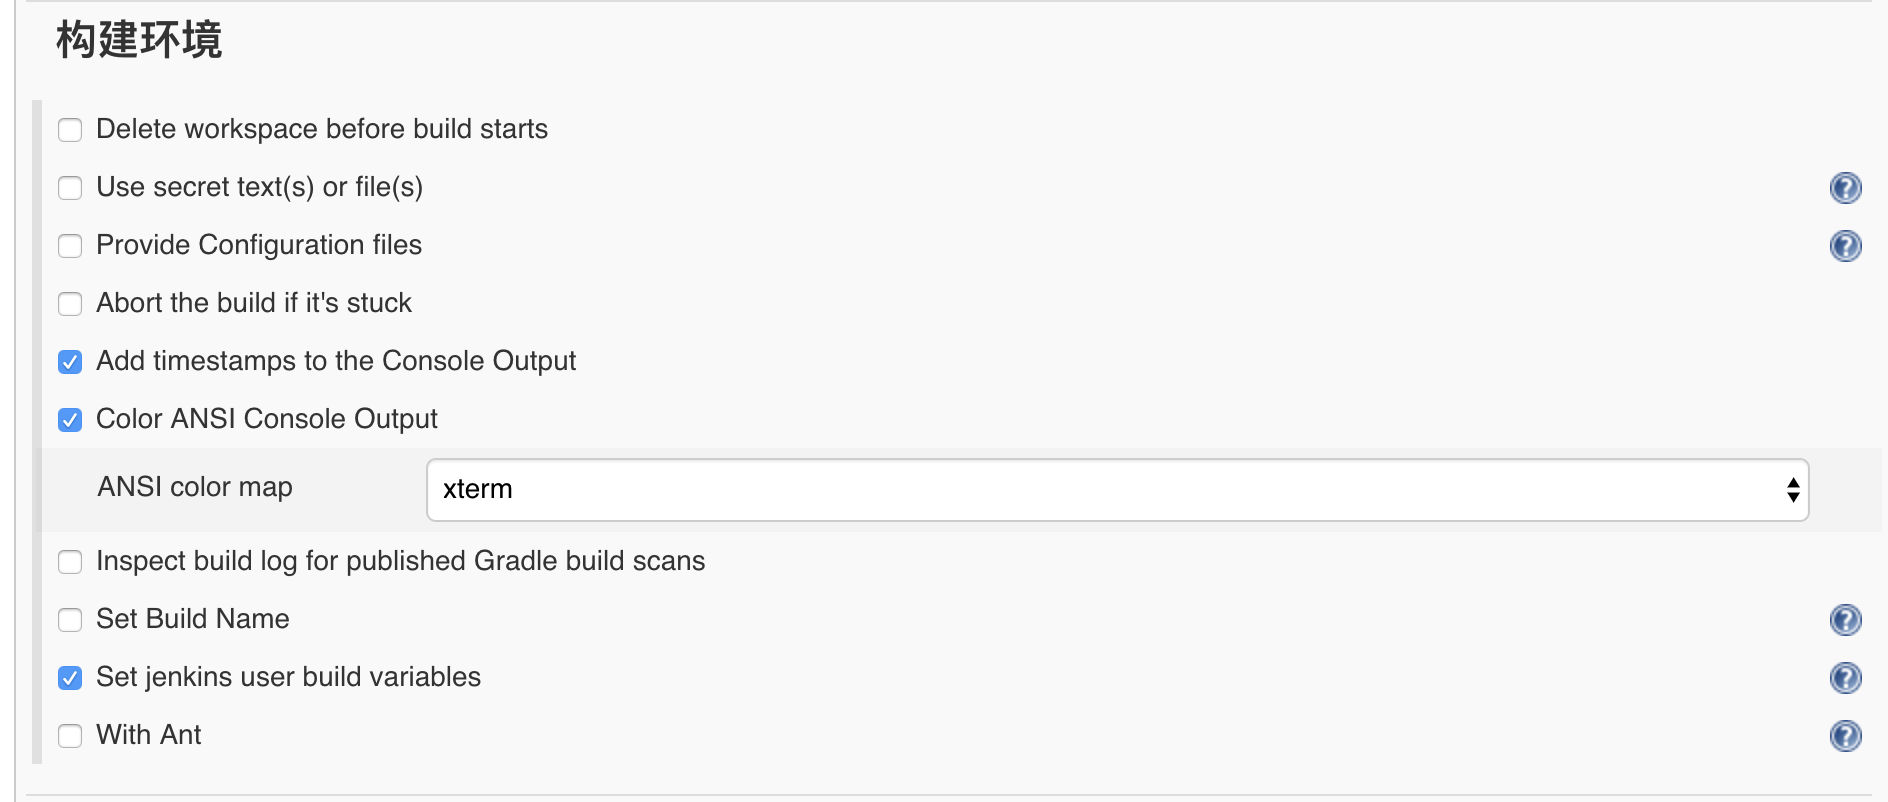 构建环境
Delete workspace before build starts
Use secret text(s) or file(s)
Provide Configuration files
Abort the build if it's stuck
Add timestamps to the Console Output
Color ANSI Console Output
ANSI color map xterm
Inspect build log for published Gradle build scans
Set Build Name
Set jenkins user build variables
With Ant